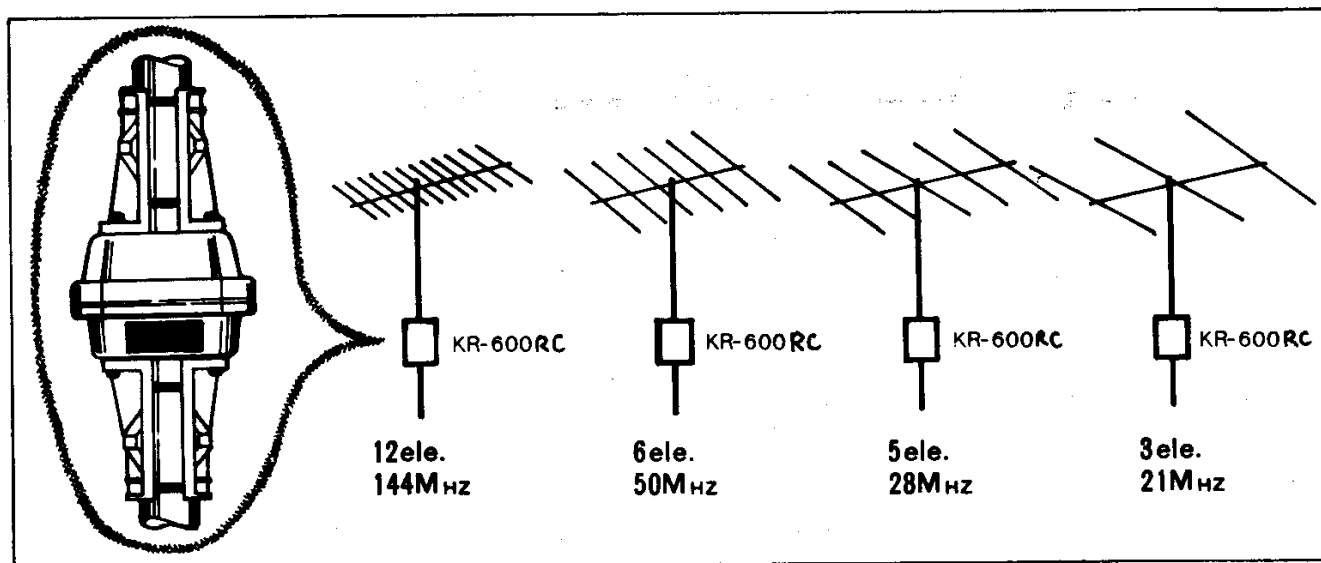 KR-600RC
KR-600RC
KR-600RC
KR-600RC
12ele.
144MHZ
6ele.
50MHZ
5ele.
28MHZ
3ele.
21MHZ